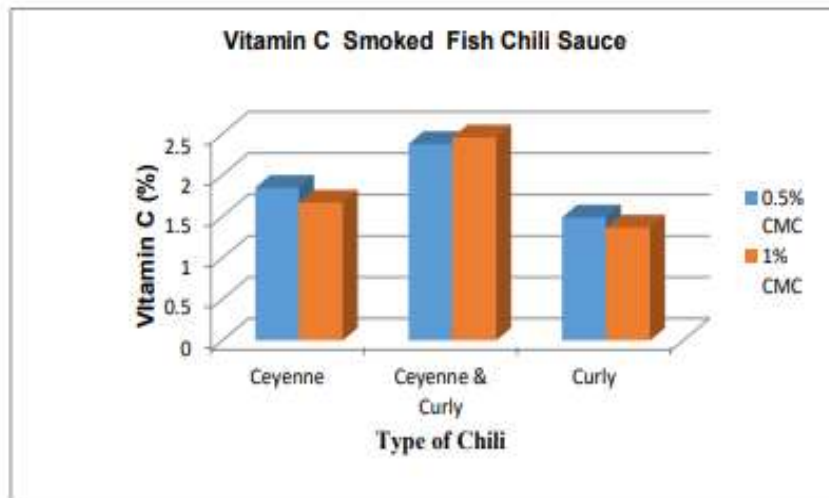 Vitamin C  Smoked  Fish Chili Sauce
VItamin C (%)
2.5
2
1.5
1
0.5
0
Ceyenne
Ceyenne &
Curly
Curly
Type of Chili
0.5%
CMC
1%
CMC